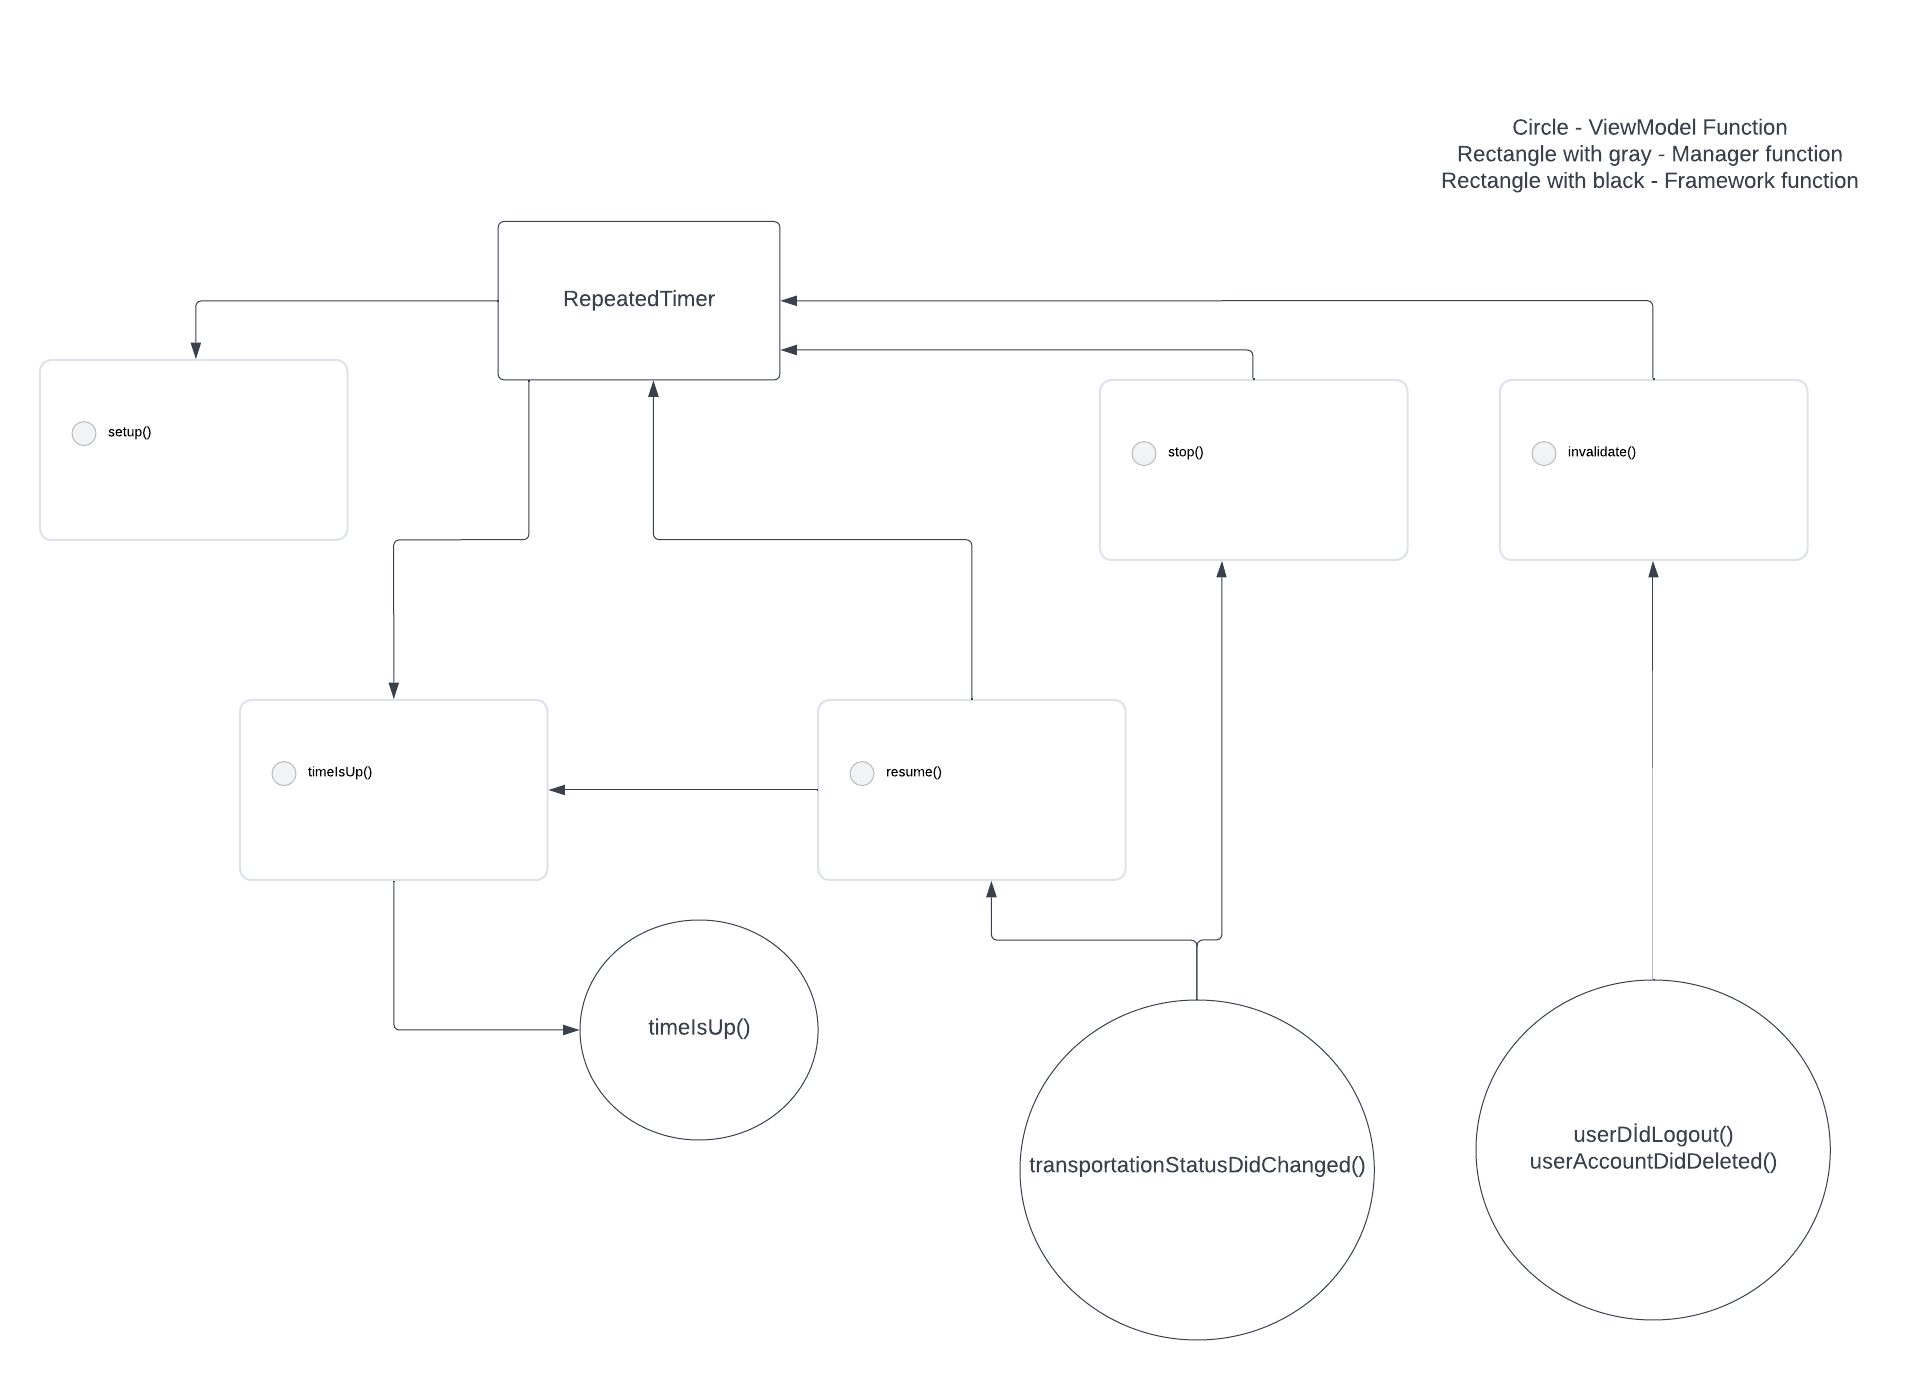 Circle - ViewModel Function
Rectangle with gray - Manager function
Rectangle with black - Framework function
RepeatedTimer
setup()
stop()
invalidate()
timeIsUp()
resume()
timeIsUp()
transportationStatusDidChanged()
userDİdLogout()
userAccountDidDeleted()